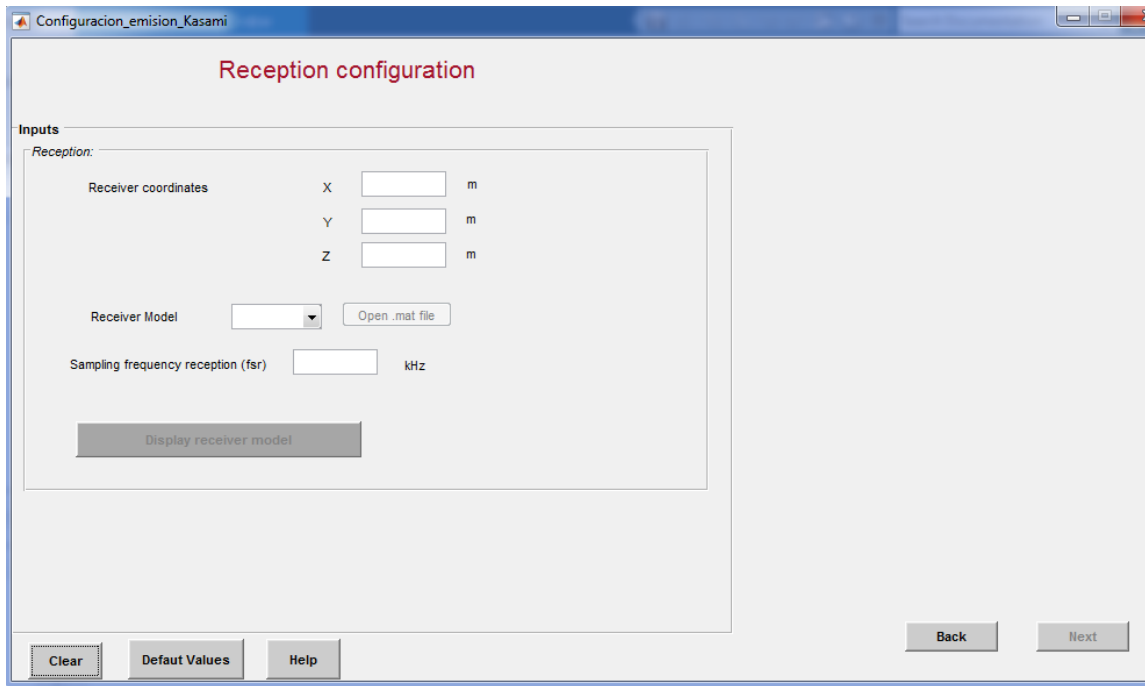 Configuracion_emision_Kasami
Reception configuration
Inputs
Reception:
Receiver coordinates X m
Y m
Z m
Receiver Model Open .mat file
Sampling frequency reception (fsr) kHz
Display receiver model
Back Next
Clear Defaut Values Help